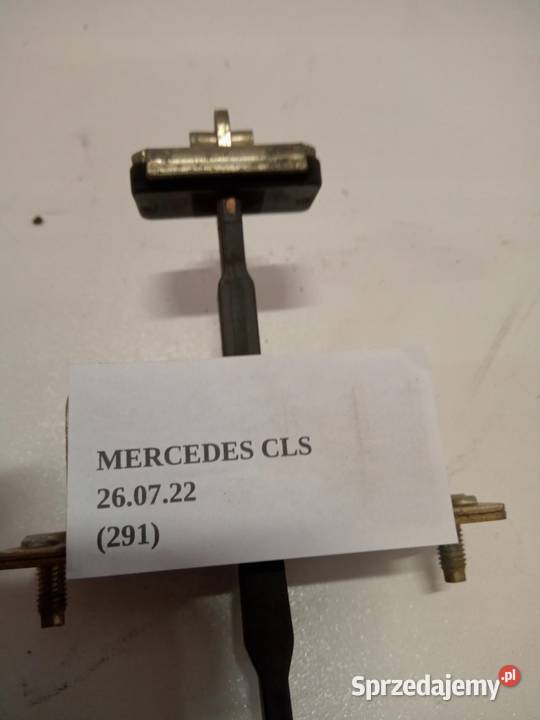 MERCEDES CLS
26.07.22
(291)
Sprzedajemy.pl